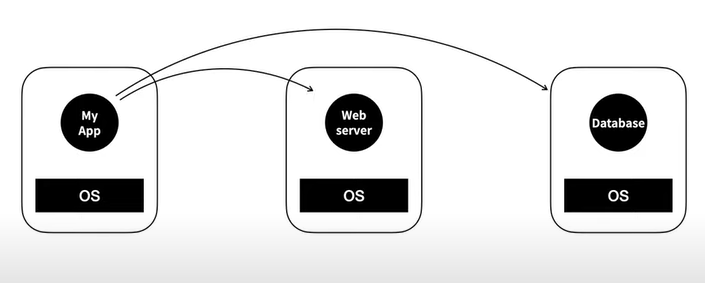 My
App
Web
server
Database
OS
OS
OS